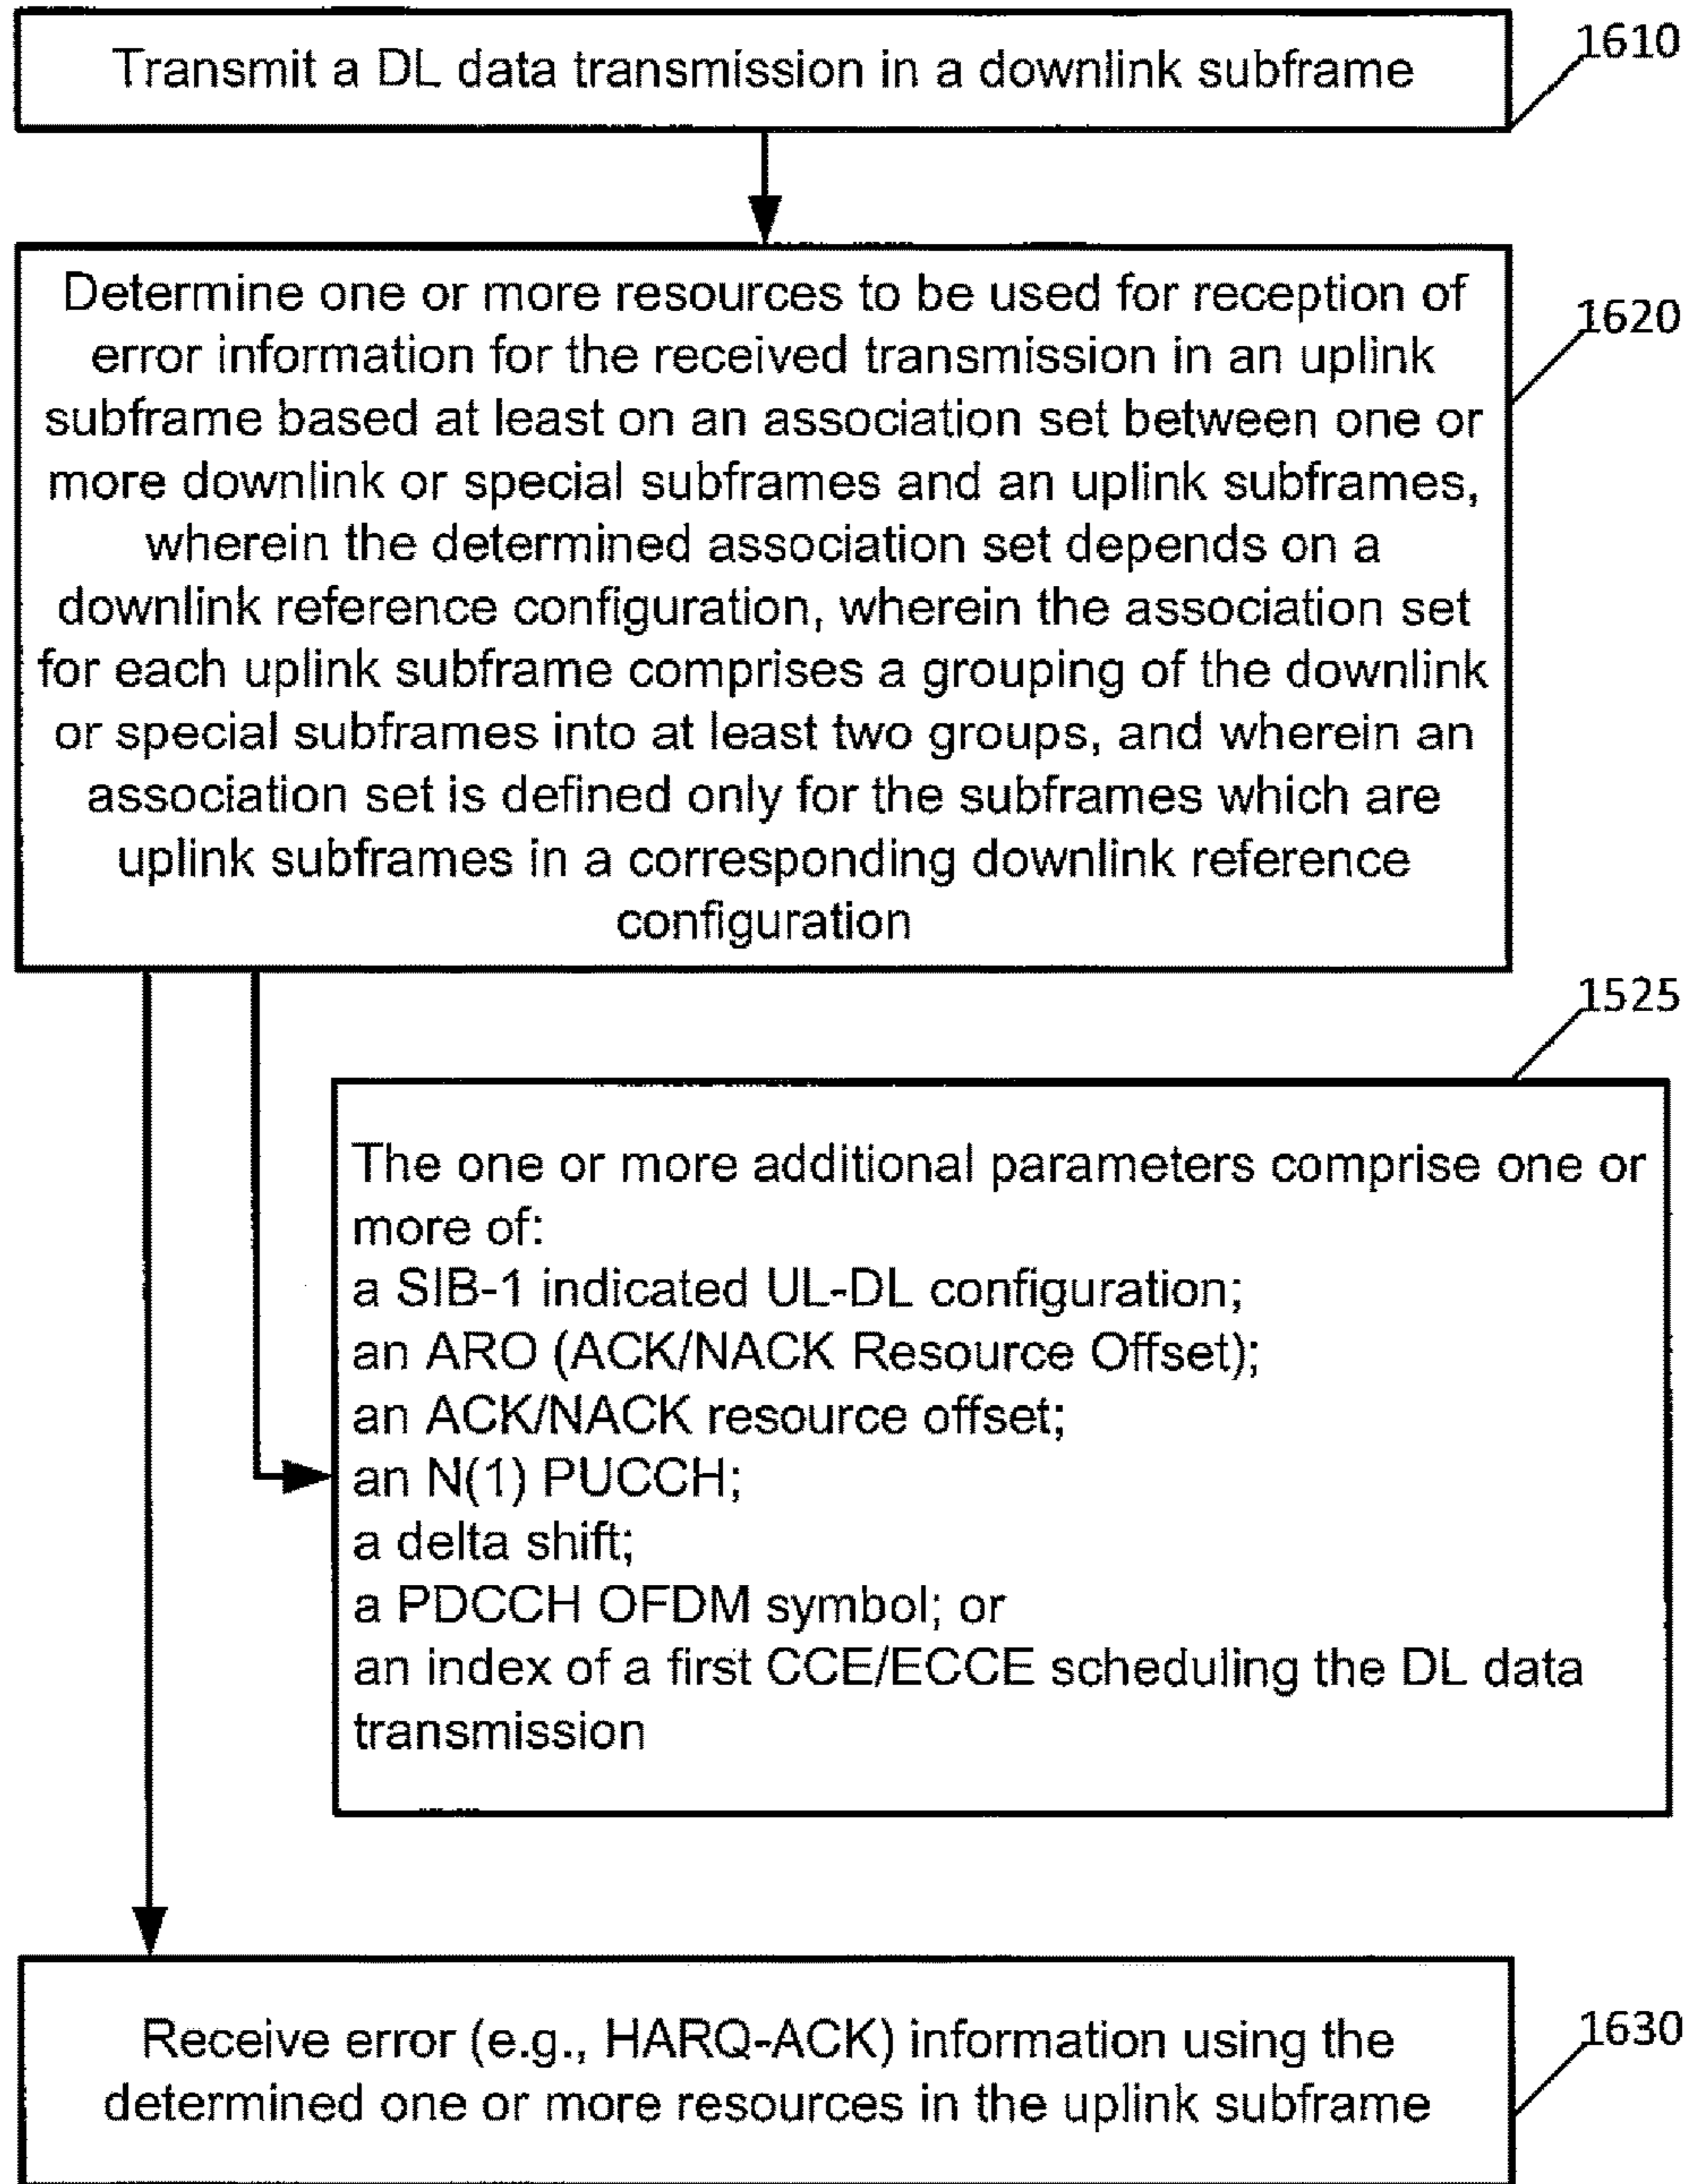 Transmit a DL data transmission in a downlink subframe
1610
Determine one or more resources to be used for reception of
error information for the received transmission in an uplink
subframe based at least on an association set between one or
more downlink or special subframes and an uplink subframes,
wherein the determined association set depends on a
downlink reference configuration, wherein the association set
for each uplink subframe comprises a grouping of the downlink
or special subframes into at least two groups, and wherein an
association set is defined only for the subframes which are
uplink subframes in a corresponding downlink reference
configuration
1620
1525
The one or more additional parameters comprise one or
more of:
a SIB-1 indicated UL-DL configuration;
an ARO (ACK/NACK Resource Offset);
an ACK/NACK resource offset;
an N(1) PUCCH;
a delta shift;
a PDCCH OFDM symbol; or
an index of a first CCE/ECCE scheduling the DL data
transmission
Receive error (e.g., HARQ-ACK) information using the
determined one or more resources in the uplink subframe
1630